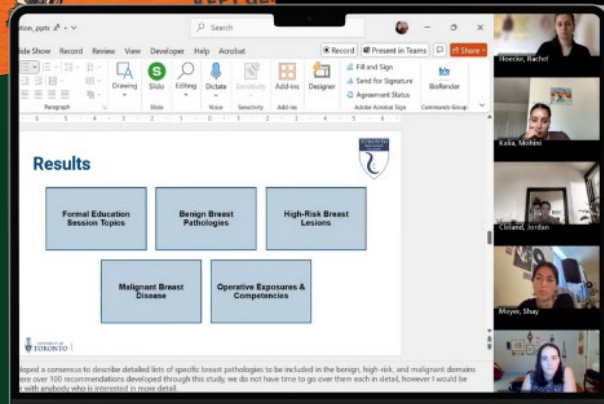 Search
ide Show Record Review View Developer Help Acrobat
Record Present in Teams Share
Drawing
Slido
Editing
Dictate
Sensitivity
Add-ins
Designer
Fill and Sign
Send for Signature
Agreement Status
BioRender
Paragraph Slido Voice Sensitivity Add-ins Adobe Acrobat Sign Commands Group
Results
TORONTO
Formal Education
Session Topics
Benign Breast
Pathologies
High-Risk Breast
Lesions
Malignant Breast
Disease
Operative Exposures &
Competencies
UNIVERSITY OF
TORONTO
loped a consensus to describe detailed lists of specific breast pathologies to be included in the benign, high-risk, and malignant domains
ere over 100 recommendations developed through this study, we do not have time to go over them each in detail, however I would be
e with anybody who is interested in more detail.
Hoecke, Rachel
Kalia, Mohini
Cleland, Jordan
Meyer, Shay